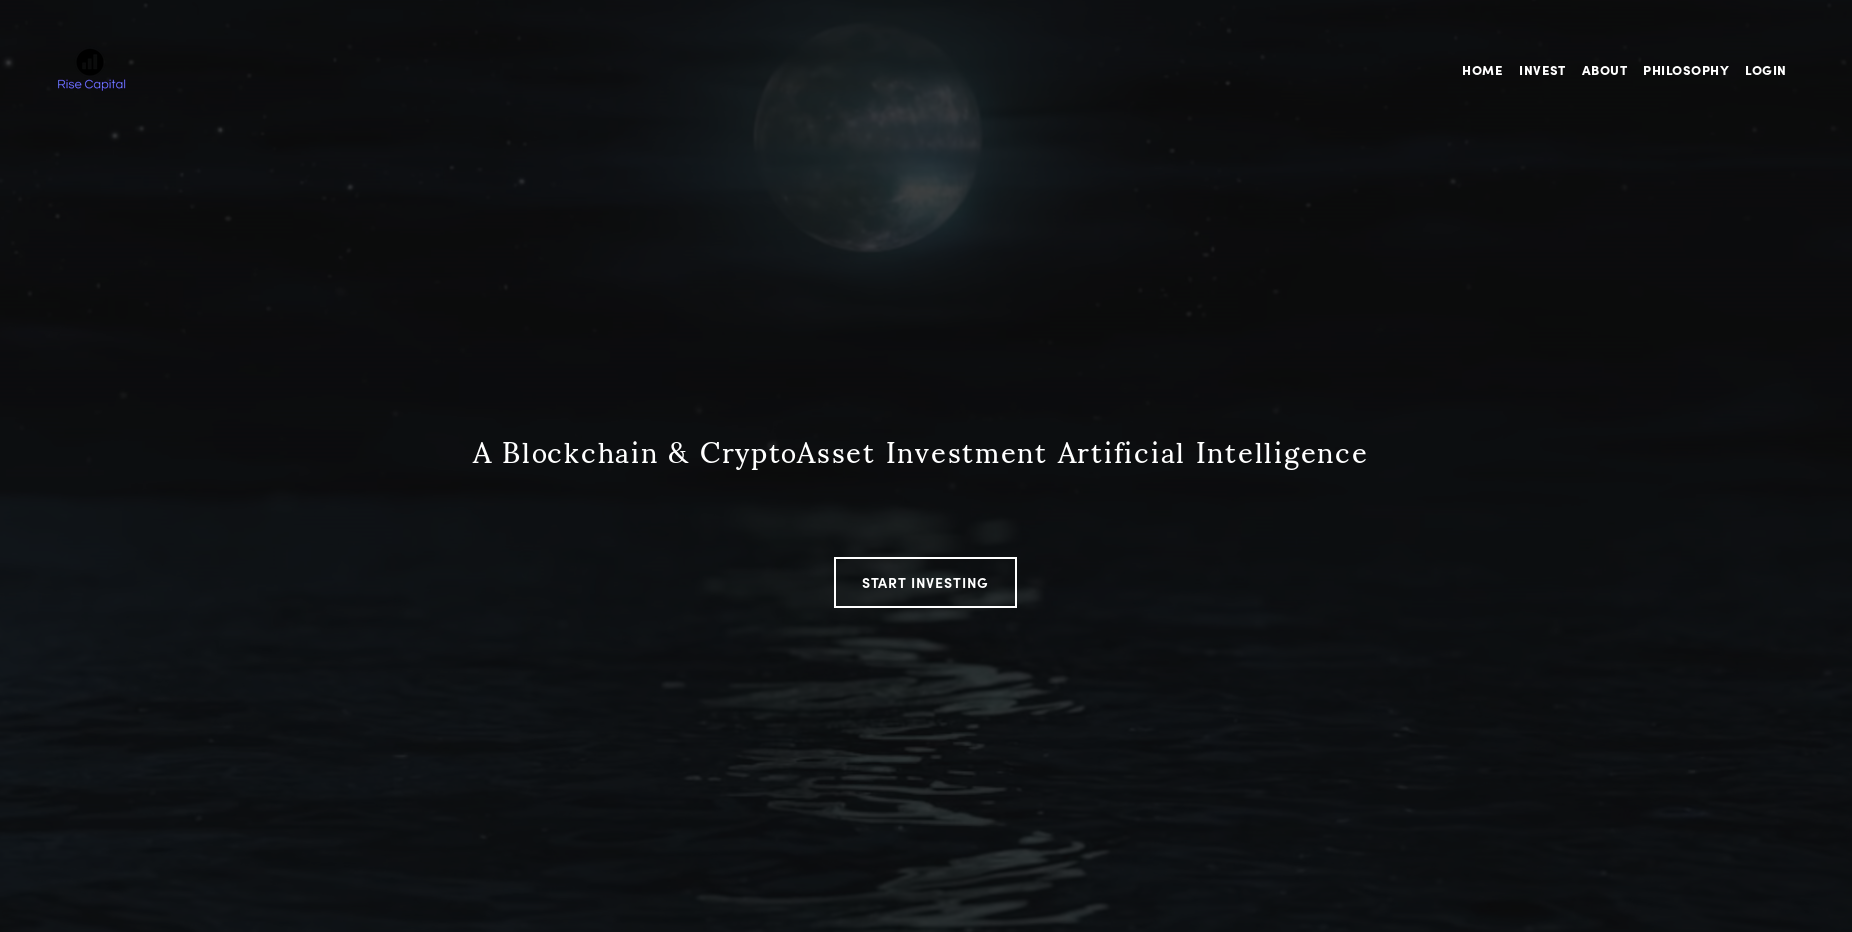 Rise Capital
HOME INVEST ABOUT PHILOSOPHY LOGIN
A Blockchain & CryptoAsset Investment Artificial Intelligence
START INVESTING